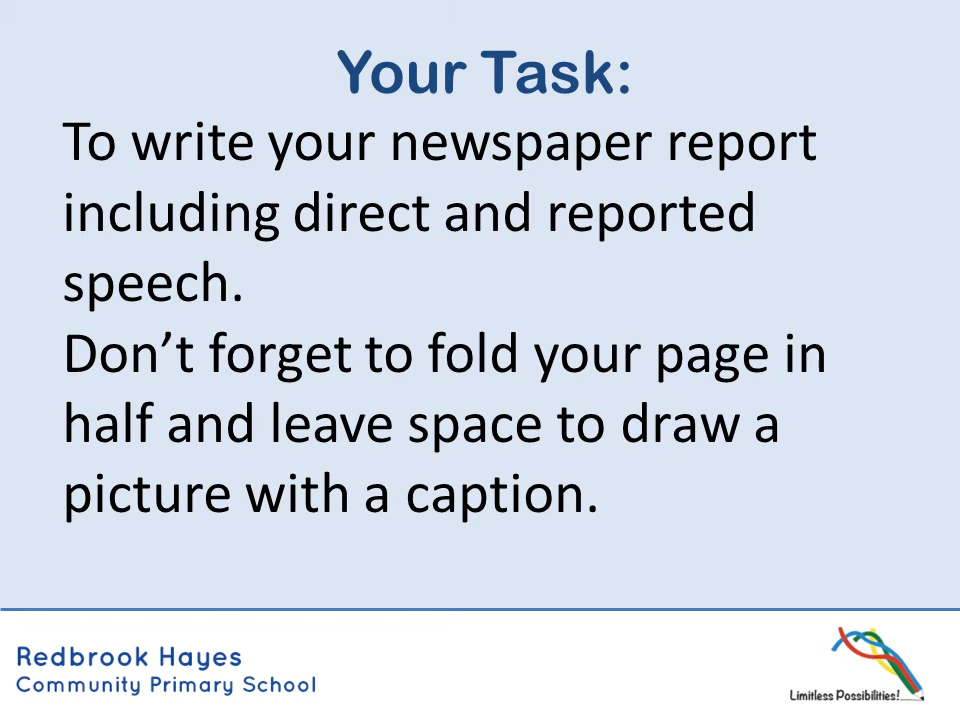 Your Task:
To write your newspaper report
including direct and reported
speech.
Don’t forget to fold your page in
half and leave space to draw a
picture with a caption.
Redbrook Hayes
Community Primary School
Limitless Possibilities!